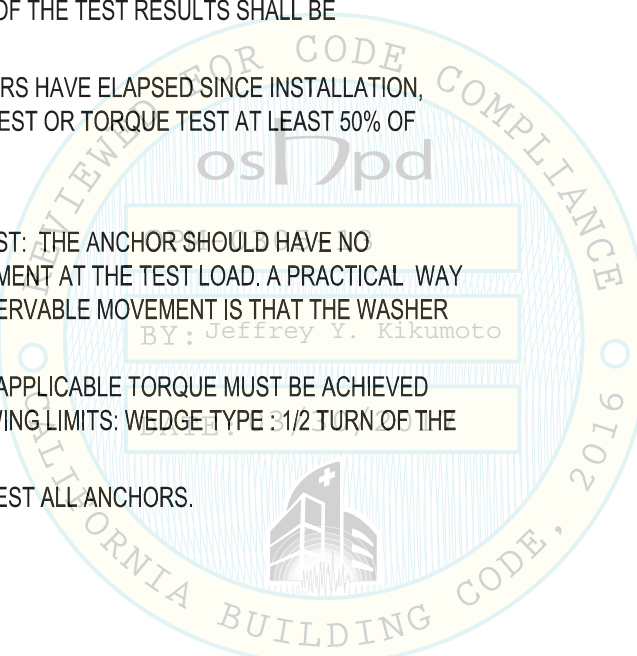 OF THE TEST RESULTS SHALL BE
REVIEWED FOR CODE COMPLIANCE
RS HAVE ELAPSED SINCE INSTALLATION,
EST OR TORQUE TEST AT LEAST 50% OF
oshpd
ST: THE ANCHOR SHOULD HAVE NO
MENT AT THE TEST LOAD. A PRACTICAL WAY
ERVABLE MOVEMENT IS THAT THE WASHER
BY: Jeffrey Y. Kikumoto
APPLICABLE TORQUE MUST BE ACHIEVED
WING LIMITS: WEDGE TYPE : 1/2 TURN OF THE
DATE:
EST ALL ANCHORS.
CALIFORNIA BUILDING CODE, 2016